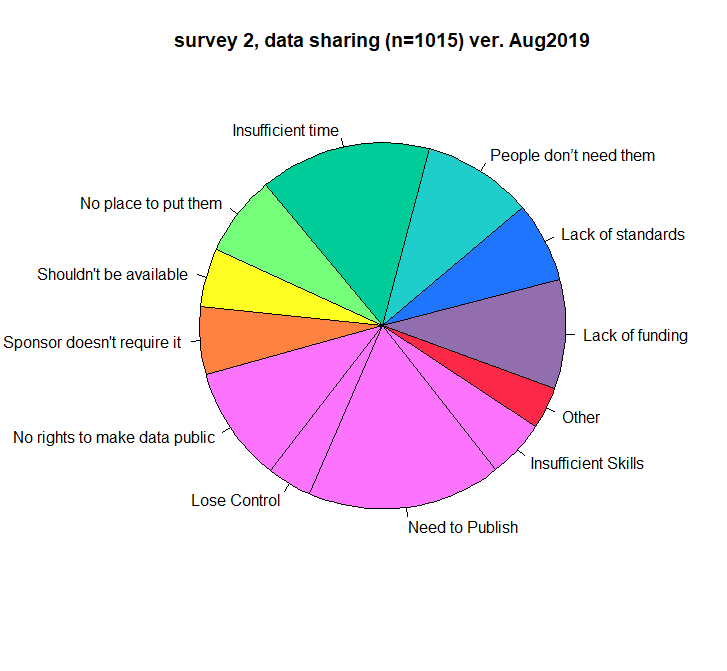 survey 2, data sharing (n=1015) ver. Aug2019
Insufficient time
People don’t need them
No place to put them
Lack of standards
Shouldn't be available
Lack of funding
Sponsor doesn't require it
Other
No rights to make data public
Insufficient Skills
Lose Control
Need to Publish